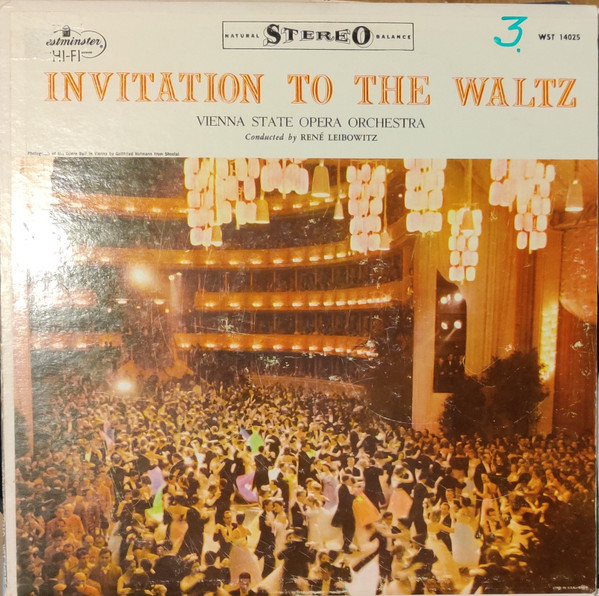 NATURAL STEREO BALANCE
3.
WST 14025
estminster
HI-FI
INVITATION TO THE WALTZ
VIENNA STATE OPERA ORCHESTRA
Conducted by RENÉ LEIBOWITZ